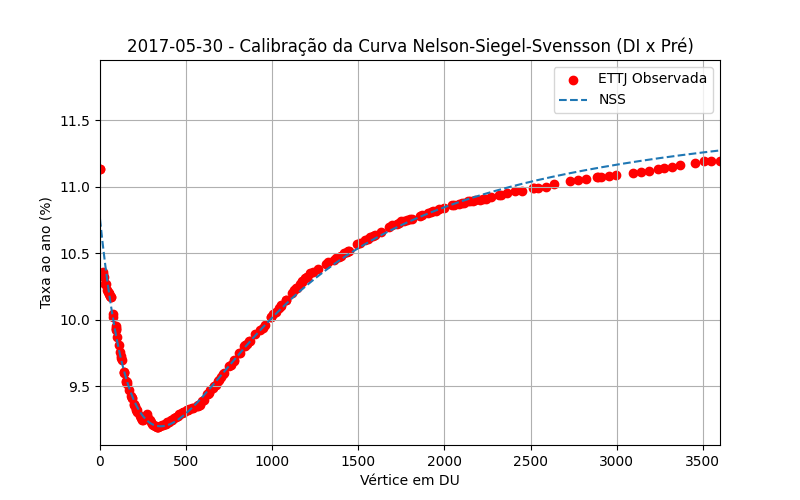 2017-05-30 - Calibração da Curva Nelson-Siegel-Svensson (DI x Pré)
ETTJ Observada
NSS
Taxa ao ano (%)
11.5
11.0
10.5
10.0
9.5
0 500 1000 1500 2000 2500 3000 3500
Vértice em DU